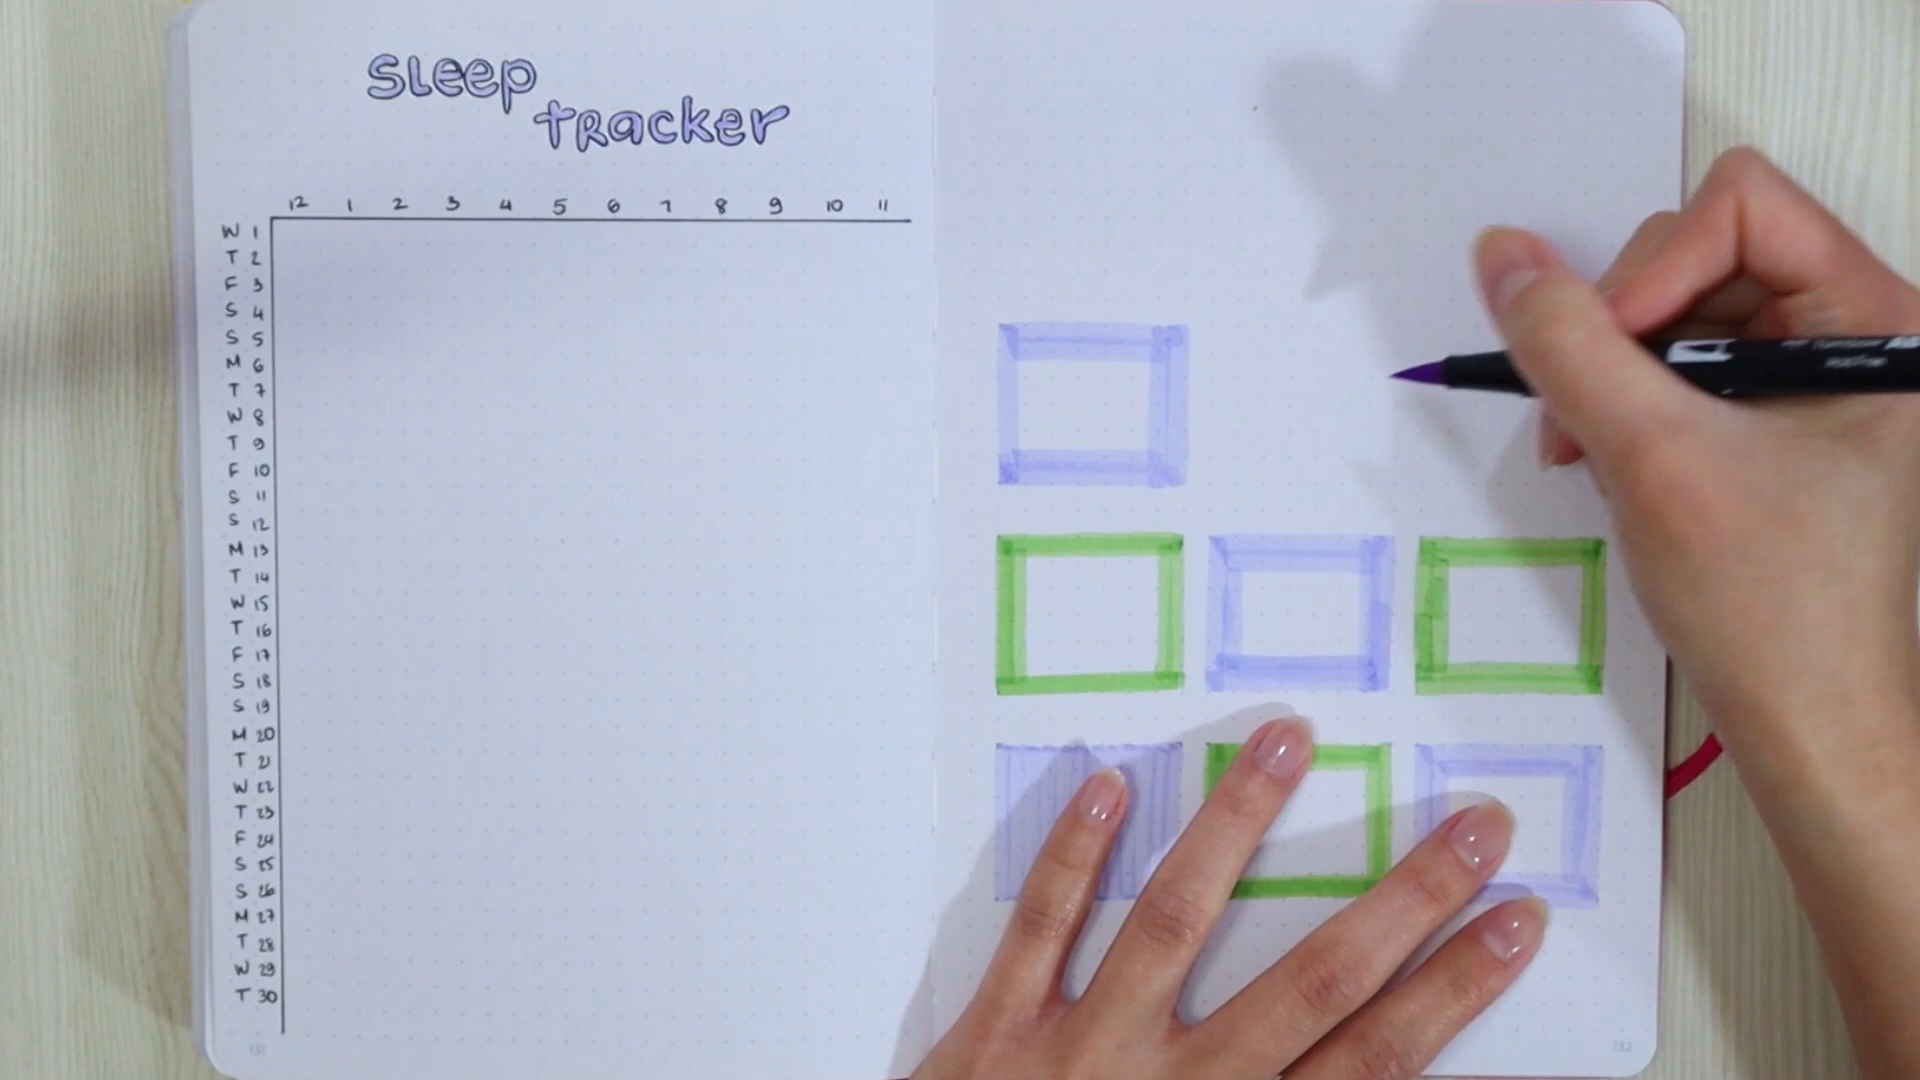 sleep
tracker
12 1 2 3 4 5 6 7 8 9 10 11
W 1
T 2
F 3
S 4
S 5
M 6
T 7
W 8
T 9
F 10
S 11
S 12
M 13
T 14
W 15
T 16
F 17
S 18
S 19
M 20
T 21
W 22
T 23
F 24
S 25
S 26
M 27
T 28
W 29
T 30
131
132